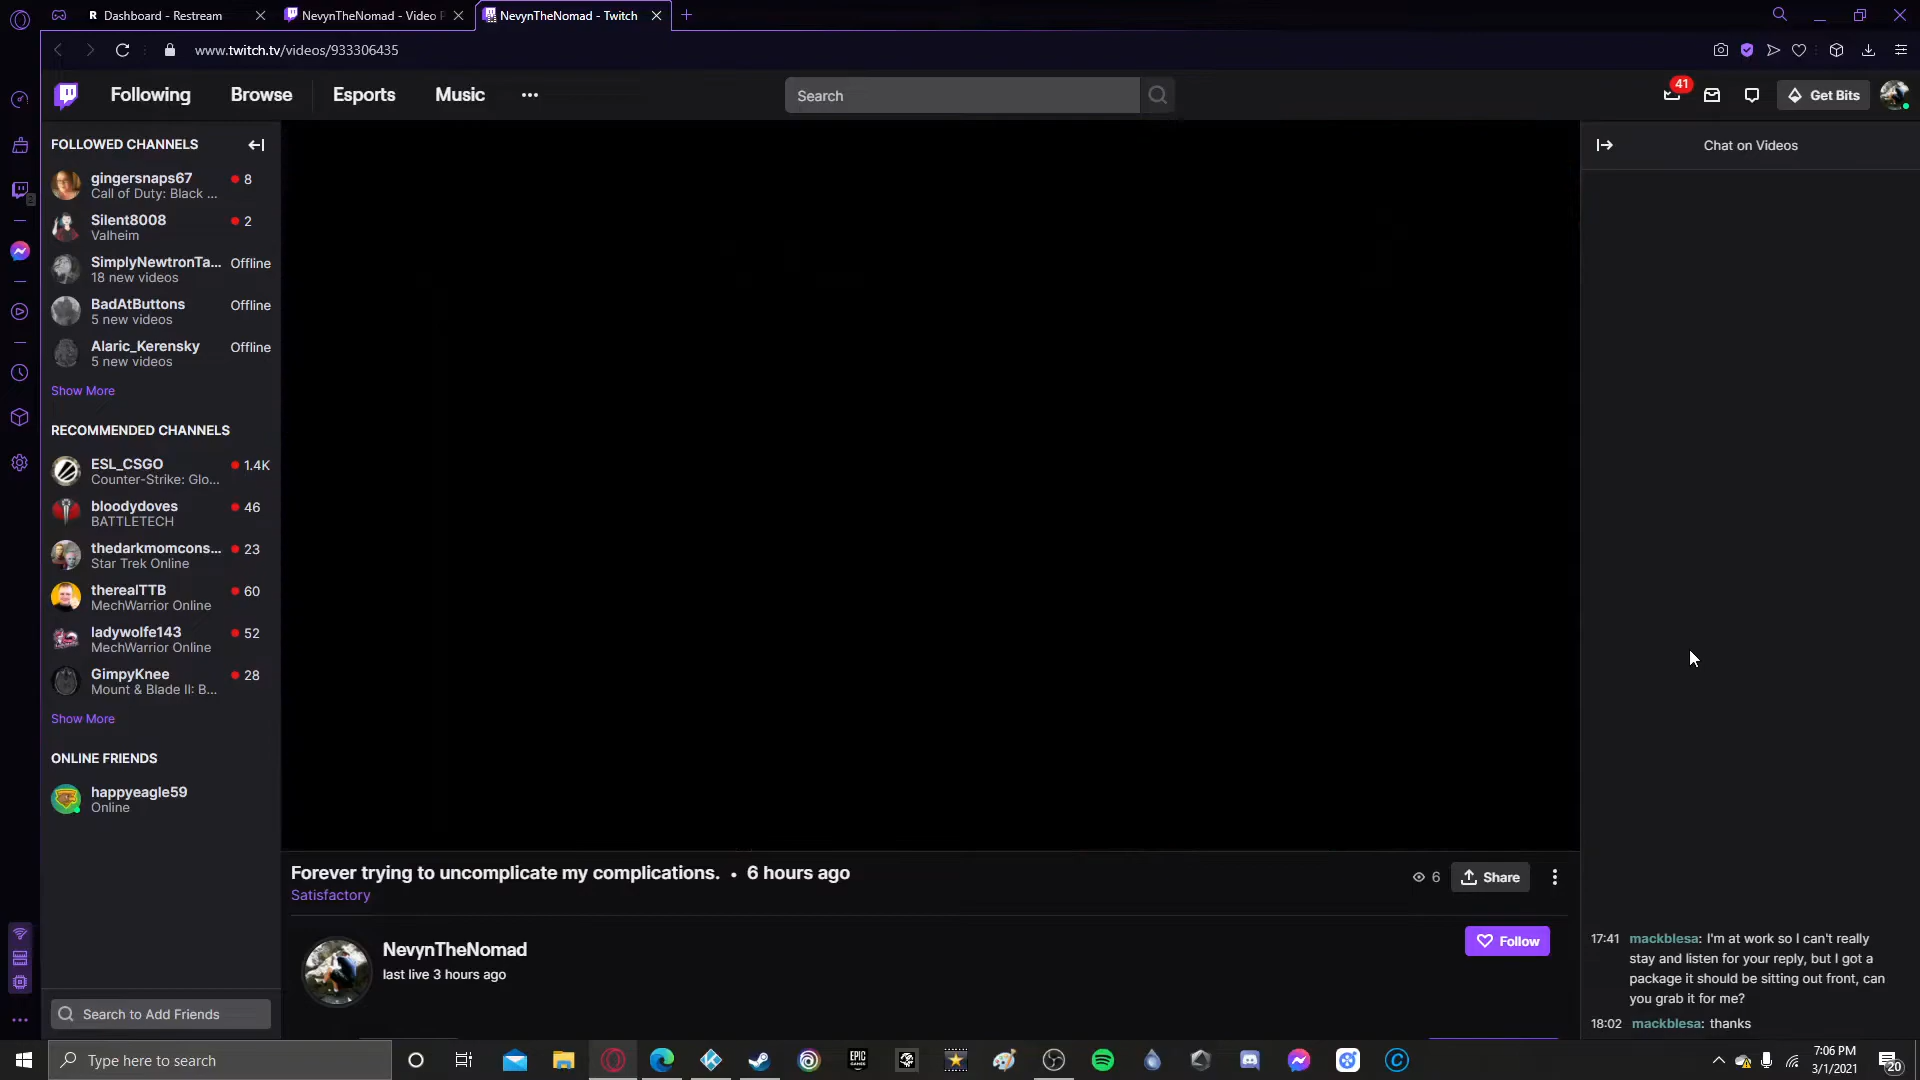 Dashboard - Restream
NevynTheNomad - Video P
NevynTheNomad - Twitch
www.twitch.tv/videos/933306435
Following
Browse
Esports
Music
Search
41
Get Bits
FOLLOWED CHANNELS
gingersnaps67
8
Call of Duty: Black ...
Silent8008
2
Valheim
SimplyNewtronTa...
Offline
18 new videos
BadAtButtons
Offline
5 new videos
Alaric_Kerensky
Offline
5 new videos
Show More
RECOMMENDED CHANNELS
ESL_CSGO
1.4K
Counter-Strike: Glo...
bloodydoves
46
BATTLETECH
thedarkmomcons...
23
Star Trek Online
therealTTB
60
MechWarrior Online
ladywolfe143
52
MechWarrior Online
GimpyKnee
28
Mount & Blade II: B...
Show More
ONLINE FRIENDS
happyeagle59
Online
Search to Add Friends
Forever trying to uncomplicate my complications. • 6 hours ago
Satisfactory
6
Share
NevynTheNomad
last live 3 hours ago
Follow
Chat on Videos
17:41 mackblesa: I'm at work so I can't really
stay and listen for your reply, but I got a
package it should be sitting out front, can
you grab it for me?
18:02 mackblesa: thanks
Type here to search
EPIC
GAMES
7:06 PM
3/1/2021
20